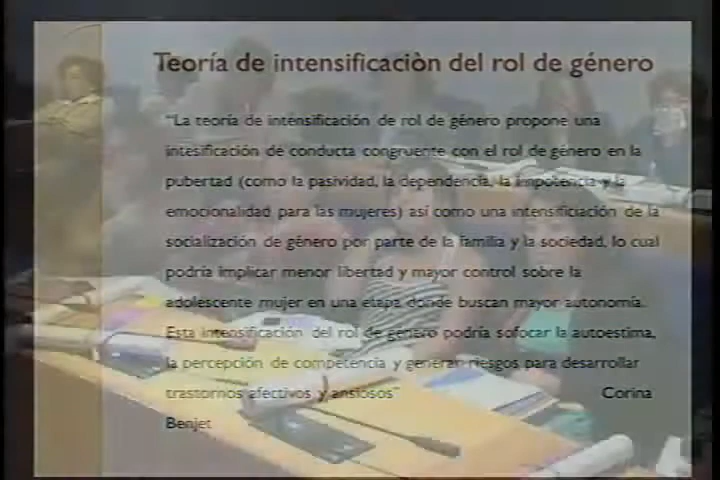 Teoría de intensificaciòn del rol de género
“La teoría de intensificación de rol de género propone una
intesificación de conducta congruente con el rol de género en la
pubertad (como la pasividad, la dependencia, la impotencia y la
emocionalidad para las mujeres) así como una intensificiación de la
socialización de género por parte de la familia y la sociedad, lo cual
podría implicar menor libertad y mayor control sobre la
adolescente mujer en una etapa donde buscan mayor autonomía.
Esta intensificación del rol de género podría sofocar la autoestima,
la percepción de competencia y generar riesgos para desarrollar
trastornos afectivos y ansiosos” Corina
Benjet